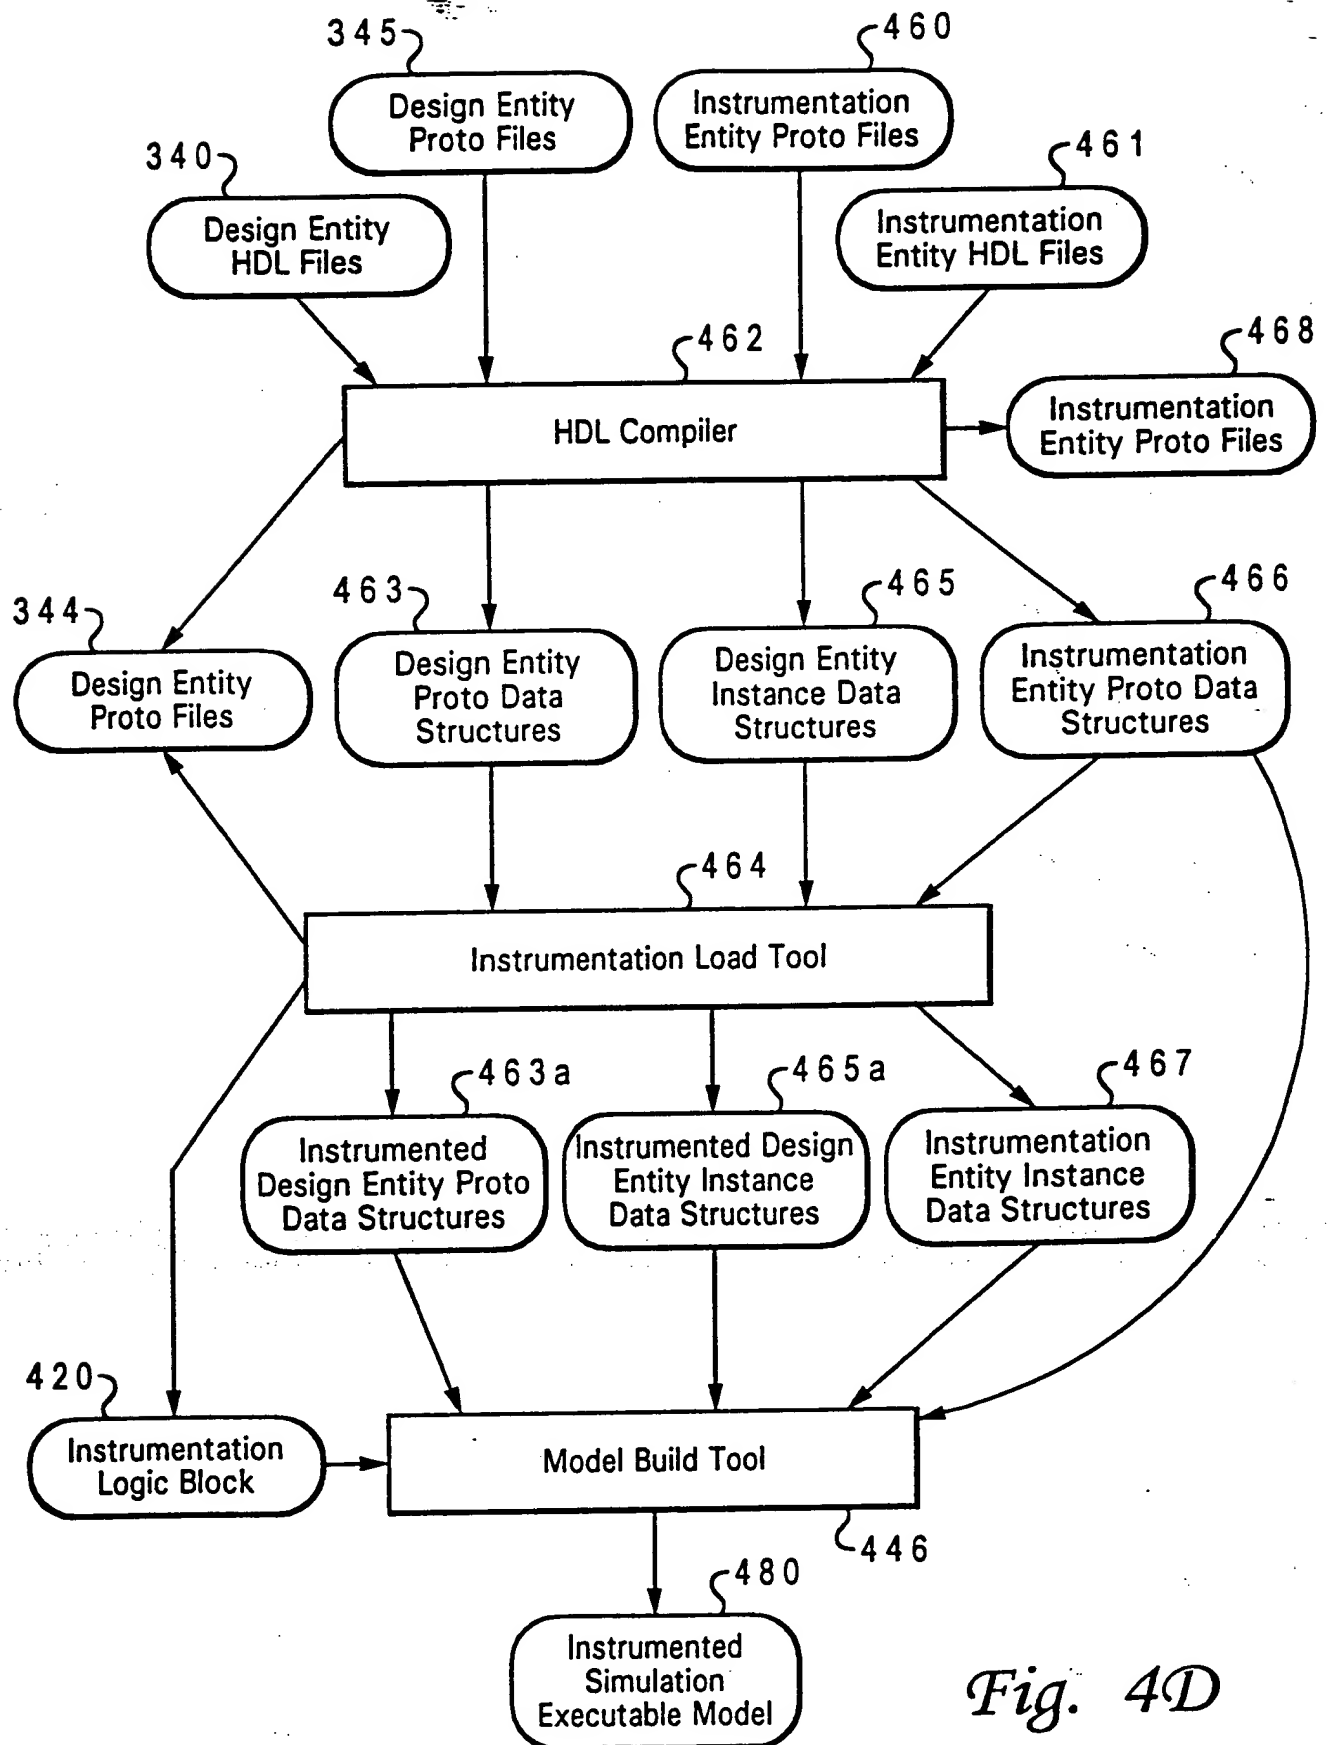 345
460
Design Entity
Proto Files
Instrumentation
Entity Proto Files
340
461
Design Entity
HDL Files
Instrumentation
Entity HDL Files
462
468
HDL Compiler
Instrumentation
Entity Proto Files
344
463
465
466
Design Entity
Proto Files
Design Entity
Proto Data
Structures
Design Entity
Instance Data
Structures
Instrumentation
Entity Proto Data
Structures
464
Instrumentation Load Tool
463a
465a
467
Instrumented
Design Entity Proto
Data Structures
Instrumented Design
Entity Instance
Data Structures
Instrumentation
Entity Instance
Data Structures
420
Instrumentation
Logic Block
Model Build Tool
446
480
Instrumented
Simulation
Executable Model
Fig. 4D